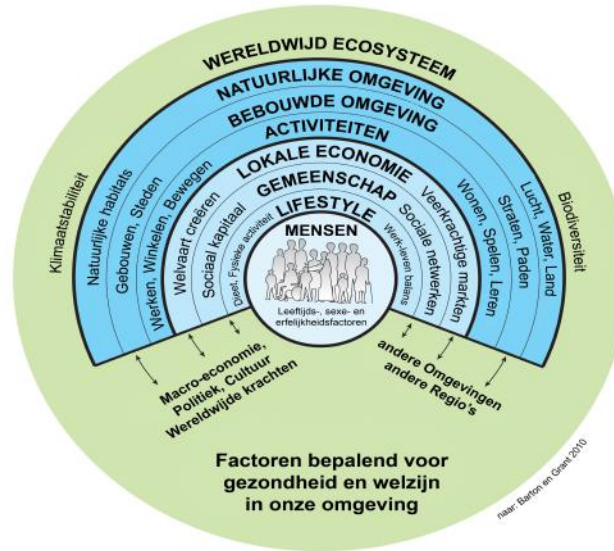 WERELDWIJD ECOSYSTEEM
Klimaatstabiliteit
Biodiversiteit
NATUURLIJKE OMGEVING
Natuurlijke habitats
Lucht, Water, Land
BEBOUWDE OMGEVING
Gebouwen, Steden
Straten, Paden
ACTIVITEITEN
Werken, Winkelen, Bewegen
Wonen, Spelen, Leren
LOKALE ECONOMIE
Welvaart creëren
Veerkrachtige markten
GEMEENSCHAP
Sociaal kapitaal
Sociale netwerken
LIFESTYLE
Dieet, Fysieke activiteit
Werk-leven balans
MENSEN
Leeftijds-, sexe- en
erfelijkheidsfactoren
Macro-economie,
Politiek, Cultuur
Wereldwijde krachten
andere Omgevingen
andere Regio's
Factoren bepalend voor
gezondheid en welzijn
in onze omgeving
naar: Barton en Grant 2010